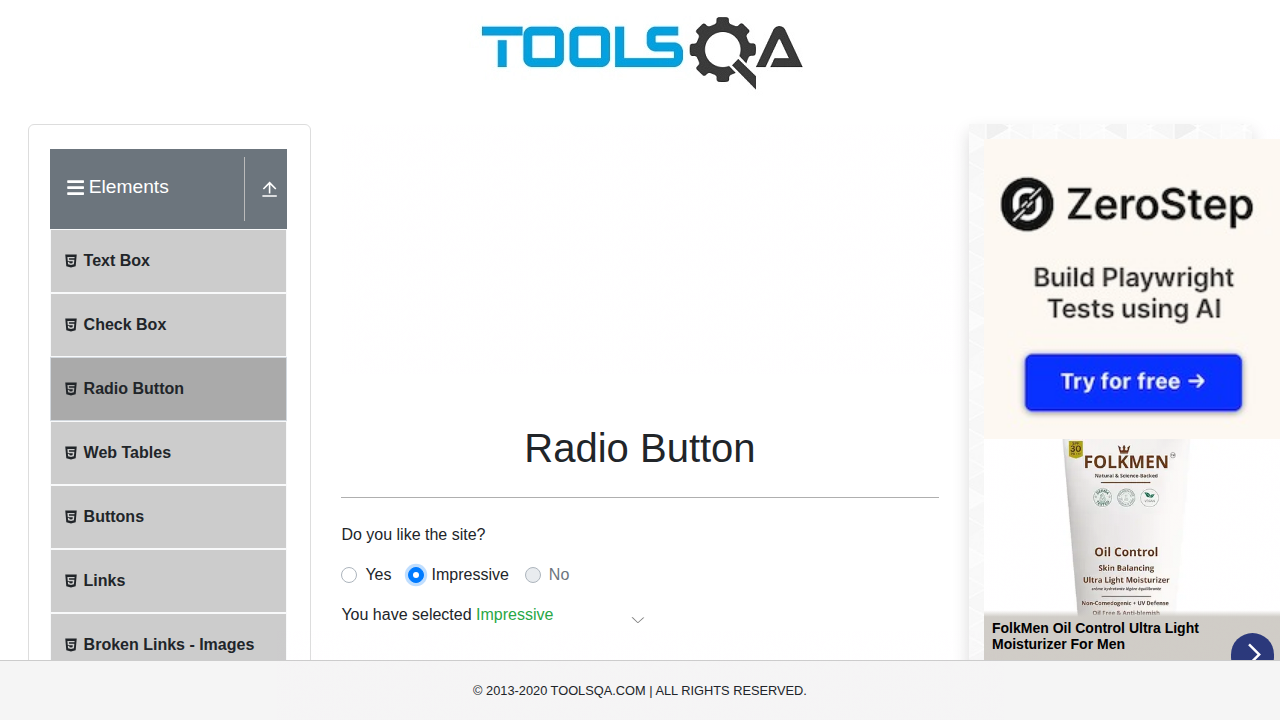 TOOLSQA
Elements
Text Box
Check Box
Radio Button
Web Tables
Buttons
Links
Broken Links - Images
Radio Button
Do you like the site?
Yes Impressive No
You have selected Impressive
ZeroStep
Build Playwright
Tests using AI
Try for free →
SPF
30
FOLKMEN
Natural & Science-Backed
Oil Control
Skin Balancing
Ultra Light Moisturizer
Non-Comedogenic + UV Defense
Oil Free & Anti-blemish
FolkMen Oil Control Ultra Light
Moisturizer For Men
© 2013-2020 TOOLSQA.COM | ALL RIGHTS RESERVED.